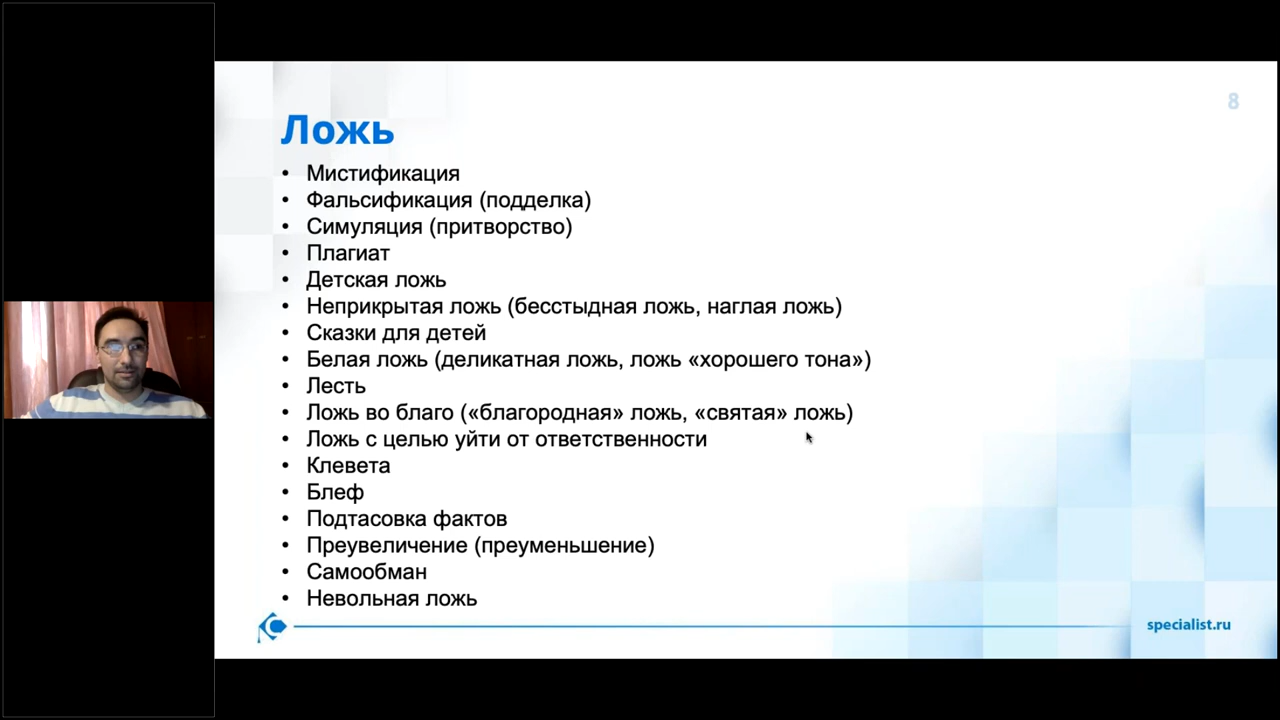 8
Ложь
• Мистификация
• Фальсификация (подделка)
• Симуляция (притворство)
• Плагиат
• Детская ложь
• Неприкрытая ложь (бесстыдная ложь, наглая ложь)
• Сказки для детей
• Белая ложь (деликатная ложь, ложь «хорошего тона»)
• Лесть
• Ложь во благо («благородная» ложь, «святая» ложь)
• Ложь с целью уйти от ответственности
• Клевета
• Блеф
• Подтасовка фактов
• Преувеличение (преуменьшение)
• Самообман
• Невольная ложь
specialist.ru